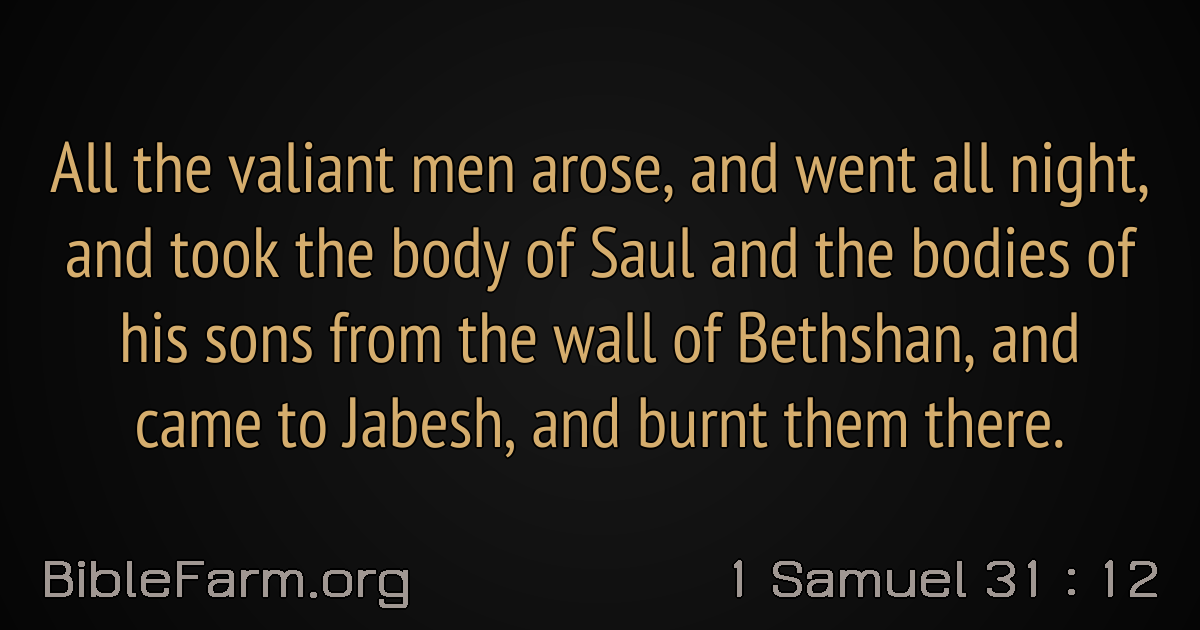 All the valiant men arose, and went all night,
and took the body of Saul and the bodies of
his sons from the wall of Bethshan, and
came to Jabesh, and burnt them there.
BibleFarm.org
1 Samuel 31 : 12